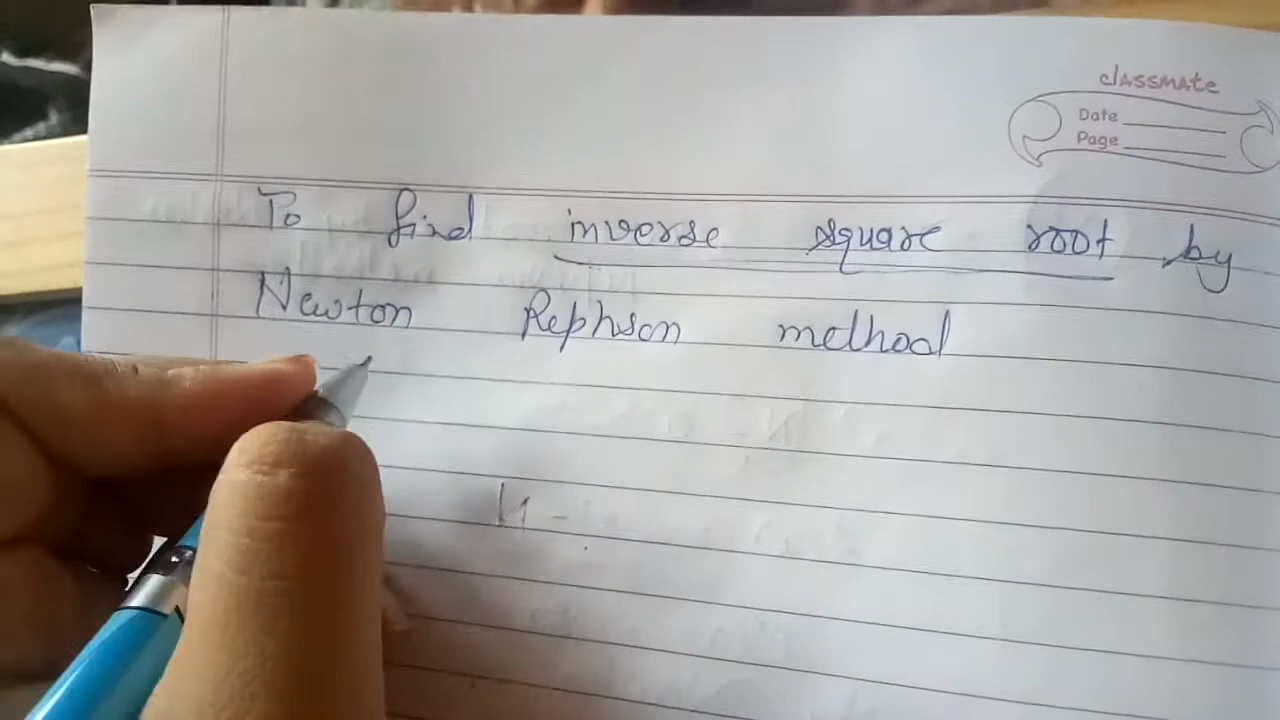 classmate
Date
Page
To find inverse square root by
Newton Rephson method